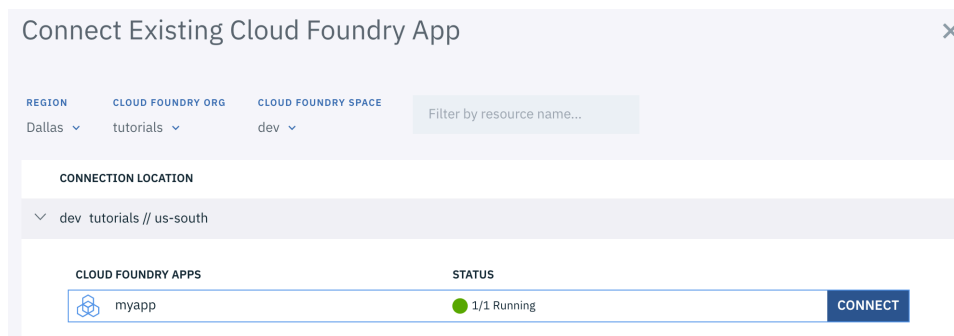 Connect Existing Cloud Foundry App
REGION CLOUD FOUNDRY ORG CLOUD FOUNDRY SPACE
Dallas tutorials dev Filter by resource name...
CONNECTION LOCATION
dev tutorials // us-south
CLOUD FOUNDRY APPS STATUS
myapp 1/1 Running CONNECT